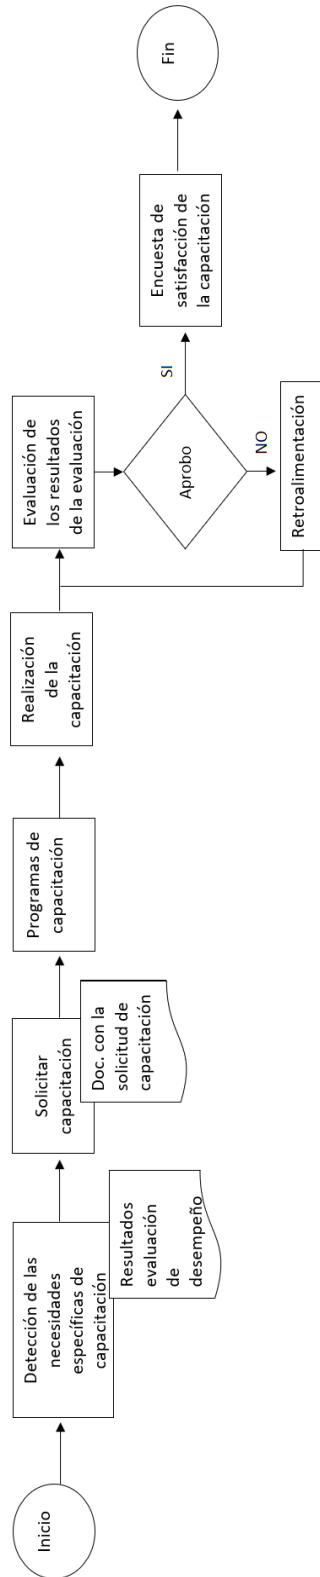 Inicio
Detección de las
necesidades
específicas de
capacitación
Resultados
evaluación
de
desempeño
Solicitar
capacitación
Doc. con la
solicitud de
capacitación
Programas de
capacitación
Realización
de la
capacitación
Evaluación de
los resultados
de la evaluación
Aprobo
SI
NO
Retroalimentación
Encuesta de
satisfacción de
la capacitación
Fin